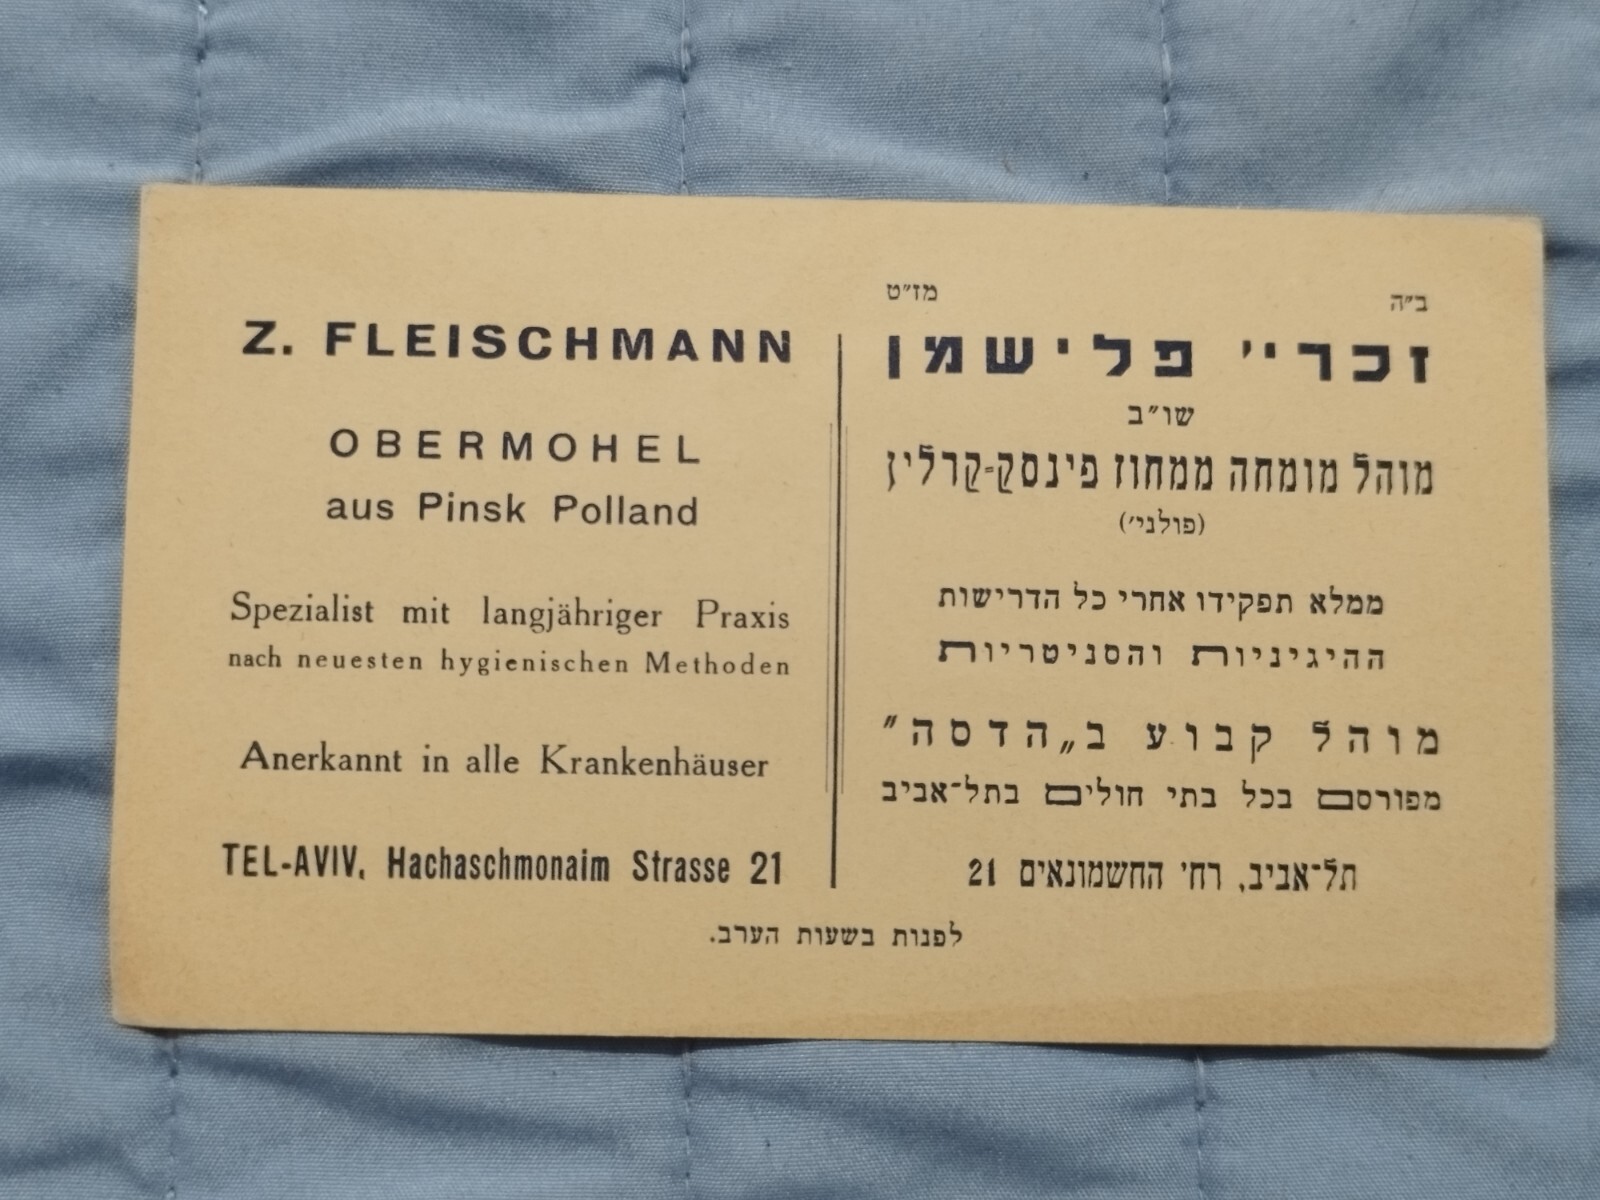 Z. FLEISCHMANN
OBERMOHEL
aus Pinsk Polland
Spezialist mit langjähriger Praxis
nach neuesten hygienischen Methoden
Anerkannt in alle Krankenhäuser
TEL-AVIV, Hachaschmonaim Strasse 21
ב״ה מז״ט
זכרי׳ פלישמן
שו״ב
מוהל מומחה ממחוז פינסק-קרלין
(פולני׳)
ממלא תפקידו אחרי כל הדרישות
ההיגיניות והסניטריות
מוהל קבוע ב„הדסה״
מפורסם בכל בתי חולים בתל־אביב
תל־אביב, רח׳ החשמונאים 21
לפנות בשעות הערב.